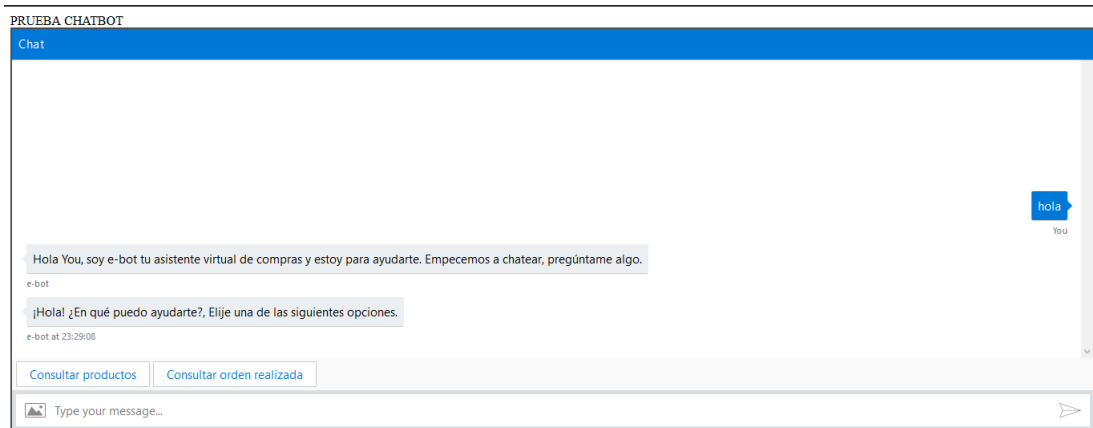 PRUEBA CHATBOT
Chat
hola
You
Hola You, soy e-bot tu asistente virtual de compras y estoy para ayudarte. Empecemos a chatear, pregúntame algo.
e-bot
¡Hola! ¿En qué puedo ayudarte?, Elije una de las siguientes opciones.
e-bot at 23:29:08
Consultar productos Consultar orden realizada
Type your message...